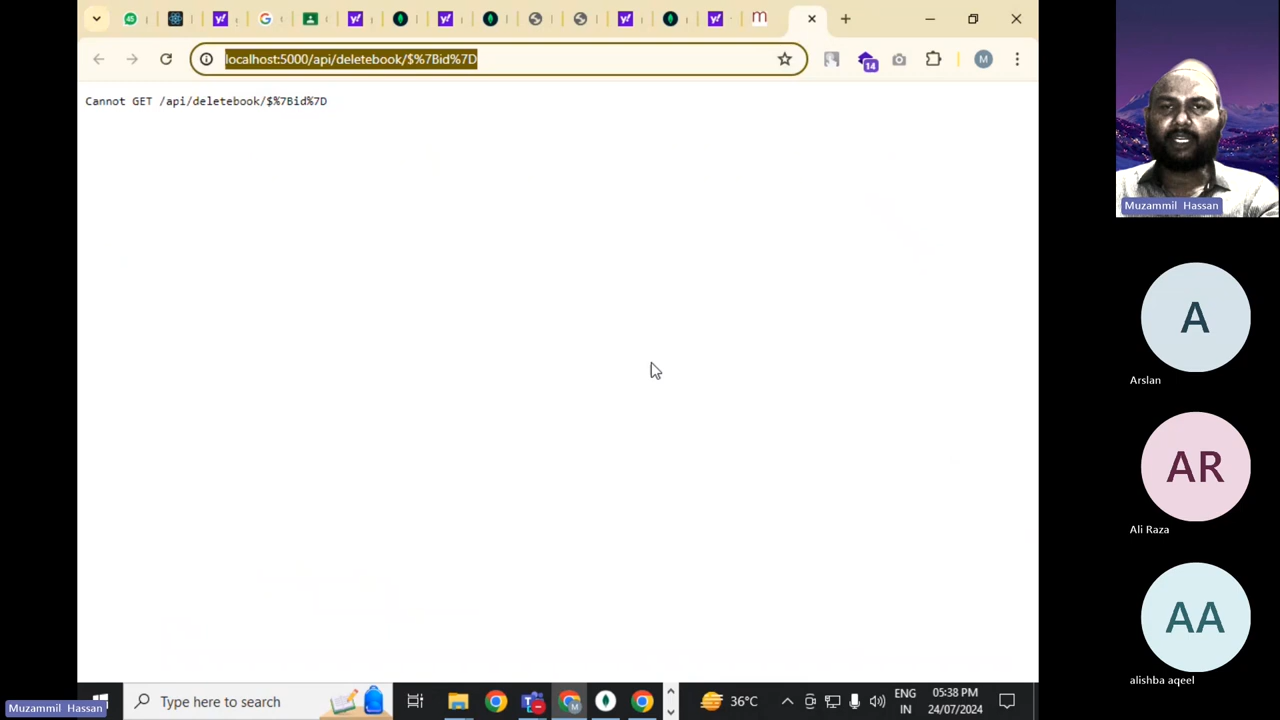 localhost:5000/api/deletebook/$%7Bid%7D
14
M
Cannot GET /api/deletebook/$%7Bid%7D
Muzammil Hassan
A
Arslan
AR
Ali Raza
AA
alishba aqeel
Muzammil Hassan
Type here to search
36°C
ENG
IN
05:38 PM
24/07/2024